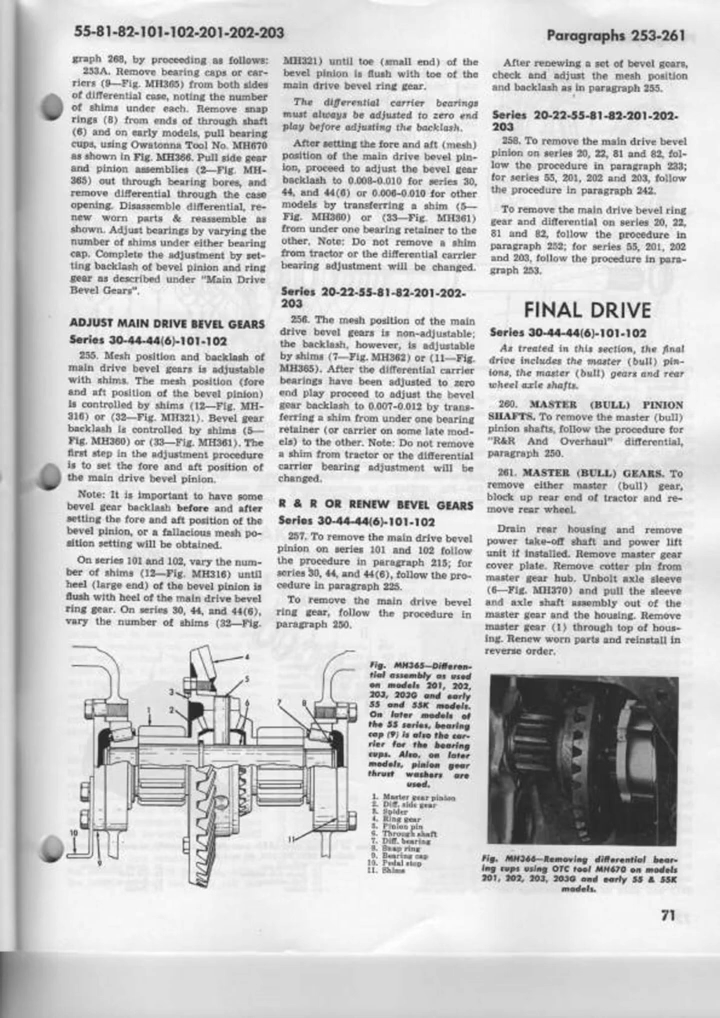 55-81-82-101-102-201-202-203
Paragraphs 253-261
graph 268, by proceeding as follows:
253A. Remove bearing caps or car-
riers (9—Fig. MH365) from both sides
of differential case, noting the number
of shims under each. Remove snap
rings (8) from ends of through shaft
(6) and on early models, pull bearing
cups, using Owatonna Tool No. MH670
as shown in Fig. MH366. Pull side gear
and pinion assemblies (2—Fig. MH-
365) out through bearing bores, and
remove differential through the case
opening. Disassemble differential, re-
new worn parts & reassemble as
shown. Adjust bearings by varying the
number of shims under either bearing
cap. Complete the adjustment by set-
ting backlash of bevel pinion and ring
gear as described under "Main Drive
Bevel Gears".
ADJUST MAIN DRIVE BEVEL GEARS
Series 30-44-44(6)-101-102
255. Mesh position and backlash of
main drive bevel gears is adjustable
with shims. The mesh position (fore
and aft position of the bevel pinion)
is controlled by shims (12—Fig. MH-
316) or (32—Fig. MH321). Bevel gear
backlash is controlled by shims (5—
Fig. MH360) or (33—Fig. MH361). The
first step in the adjustment procedure
is to set the fore and aft position of
the main drive bevel pinion.
Note: It is important to have some
bevel gear backlash before and after
setting the fore and aft position of the
bevel pinion, or a fallacious mesh po-
sition setting will be obtained.
On series 101 and 102, vary the num-
ber of shims (12—Fig. MH316) until
heel (large end) of the bevel pinion is
flush with heel of the main drive bevel
ring gear. On series 30, 44, and 44(6),
vary the number of shims (32—Fig.
MH321) until toe (small end) of the
bevel pinion is flush with toe of the
main drive bevel ring gear.
The differential carrier bearings
must always be adjusted to zero end
play before adjusting the backlash.
After setting the fore and aft (mesh)
position of the main drive bevel pin-
ion, proceed to adjust the bevel gear
backlash to 0.008-0.010 for series 30,
44, and 44(6) or 0.006-0.010 for other
models by transferring a shim (5—
Fig. MH360) or (33—Fig. MH361)
from under one bearing retainer to the
other. Note: Do not remove a shim
from tractor or the differential carrier
bearing adjustment will be changed.
Series 20-22-55-81-82-201-202-
203
256. The mesh position of the main
drive bevel gears is non-adjustable;
the backlash, however, is adjustable
by shims (7—Fig. MH362) or (11—Fig.
MH365). After the differential carrier
bearings have been adjusted to zero
end play proceed to adjust the bevel
gear backlash to 0.007-0.012 by trans-
ferring a shim from under one bearing
retainer (or carrier on some late mod-
els) to the other. Note: Do not remove
a shim from tractor or the differential
carrier bearing adjustment will be
changed.
R & R OR RENEW BEVEL GEARS
Series 30-44-44(6)-101-102
257. To remove the main drive bevel
pinion on series 101 and 102 follow
the procedure in paragraph 215; for
series 30, 44, and 44(6), follow the pro-
cedure in paragraph 225.
To remove the main drive bevel
ring gear, follow the procedure in
paragraph 250.
After renewing a set of bevel gears,
check and adjust the mesh position
and backlash as in paragraph 255.
Series 20-22-55-81-82-201-202-
203
258. To remove the main drive bevel
pinion on series 20, 22, 81 and 82, fol-
low the procedure in paragraph 233;
for series 55, 201, 202 and 203, follow
the procedure in paragraph 242.
To remove the main drive bevel ring
gear and differential on series 20, 22,
81 and 82, follow the procedure in
paragraph 252; for series 55, 201, 202
and 203, follow the procedure in para-
graph 253.
FINAL DRIVE
Series 30-44-44(6)-101-102
As treated in this section, the final
drive includes the master (bull) pin-
ions, the master (bull) gears and rear
wheel axle shafts.
260. MASTER (BULL) PINION
SHAFTS. To remove the master (bull)
pinion shafts, follow the procedure for
"R&R And Overhaul" differential,
paragraph 250.
261. MASTER (BULL) GEARS. To
remove either master (bull) gear,
block up rear end of tractor and re-
move rear wheel.
Drain rear housing and remove
power take-off shaft and power lift
unit if installed. Remove master gear
cover plate. Remove cotter pin from
master gear hub. Unbolt axle sleeve
(6—Fig. MH370) and pull the sleeve
and axle shaft assembly out of the
master gear and the housing. Remove
master gear (1) through top of hous-
ing. Renew worn parts and reinstall in
reverse order.
1
2
3
4
5
6
7
8
9
10
11
Fig. MH365—Differen-
tial assembly as used
on models 201, 202,
203, 203G and early
55 and 55K models.
On later models of
the 55 series, bearing
cap (9) is also the car-
rier for the bearing
cups. Also, on later
models, pinion gear
thrust washers are
used.
1. Master gear pinion
2. Diff. side gear
3. Spider
4. Ring gear
5. Pinion pin
6. Through shaft
7. Diff. bearing
8. Snap ring
9. Bearing cap
10. Pedal stop
11. Shims
Fig. MH366—Removing differential bear-
ing cups using OTC tool MH670 on models
201, 202, 203, 203G and early 55 & 55K
models.
71